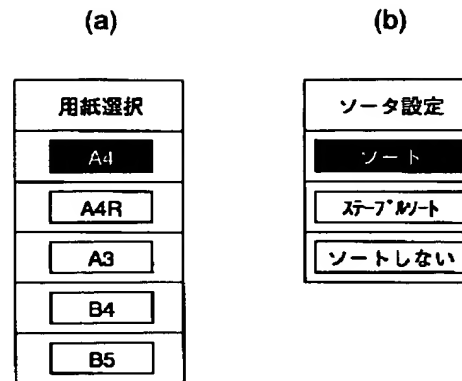 (a)
用紙選択
A4
A4R
A3
B4
B5
(b)
ソータ設定
ソート
ｽﾃｰﾌﾟﾙｿｰﾄ
ソートしない